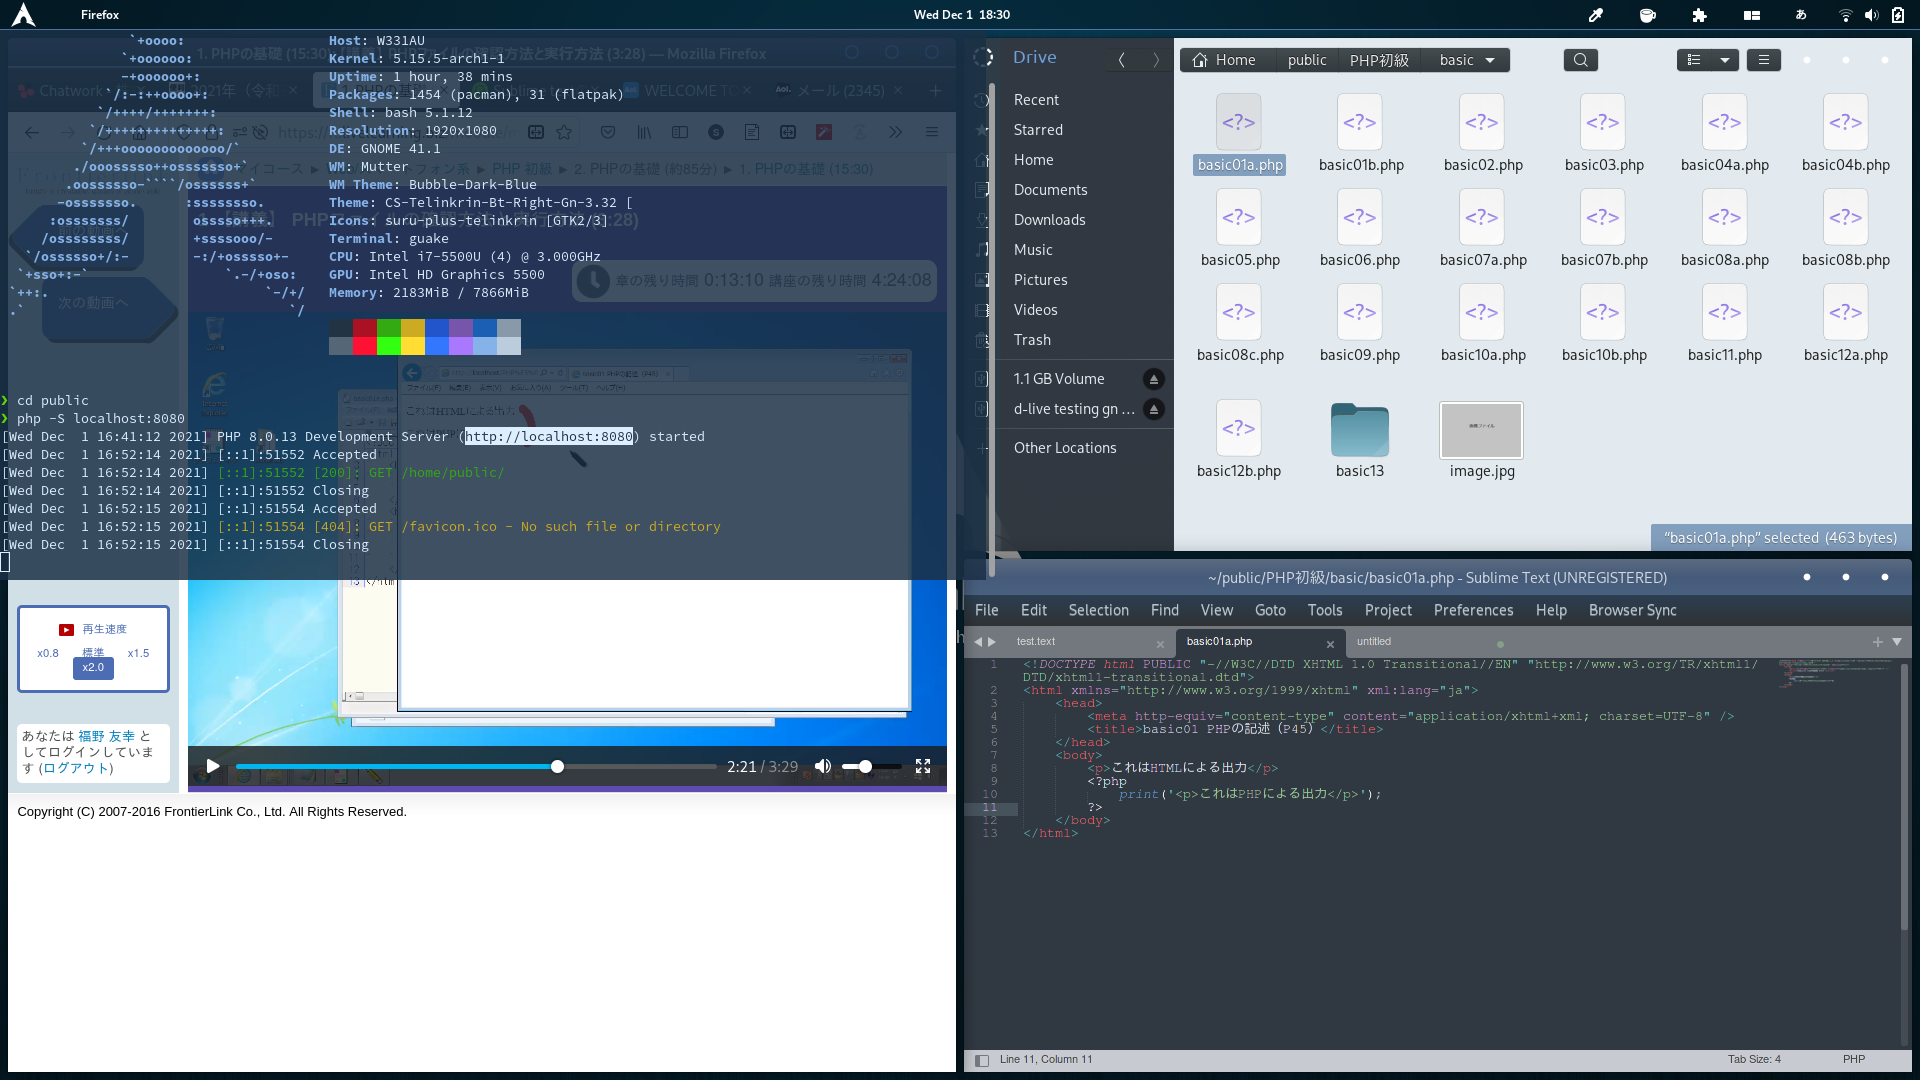 Firefox
Wed Dec 1 18:30
あ
Host: W331AU
Kernel: 5.15.5-arch1-1
Uptime: 1 hour, 38 mins
Packages: 1454 (pacman), 31 (flatpak)
Shell: bash 5.1.12
Resolution: 1920x1080
DE: GNOME 41.1
WM: Mutter
WM Theme: Bubble-Dark-Blue
Theme: CS-Telinkrin-Bt-Right-Gn-3.32 [
Icons: suru-plus-telinkrin [GTK2/3]
Terminal: guake
CPU: Intel i7-5500U (4) @ 3.000GHz
GPU: Intel HD Graphics 5500
Memory: 2183MiB / 7866MiB
章の残り時間 0:13:10 講座の残り時間 4:24:08
次の動画へ
❯ cd public
❯ php -S localhost:8080
[Wed Dec  1 16:41:12 2021] PHP 8.0.13 Development Server (http://localhost:8080) started
[Wed Dec  1 16:52:14 2021] [::1]:51552 Accepted
[Wed Dec  1 16:52:14 2021] [::1]:51552 [200]: GET /home/public/
[Wed Dec  1 16:52:14 2021] [::1]:51552 Closing
[Wed Dec  1 16:52:15 2021] [::1]:51554 Accepted
[Wed Dec  1 16:52:15 2021] [::1]:51554 [404]: GET /favicon.ico - No such file or directory
[Wed Dec  1 16:52:15 2021] [::1]:51554 Closing
再生速度
x0.8 標準 x1.5
x2.0
あなたは 福野 友幸 と
してログインしていま
す (ログアウト)
2:21 / 3:29
Copyright (C) 2007-2016 FrontierLink Co., Ltd. All Rights Reserved.
Drive
Home public PHP初級 basic
Recent
Starred
Home
Documents
Downloads
Music
Pictures
Videos
Trash
1.1 GB Volume
d-live testing gn ...
Other Locations
basic01a.php basic01b.php basic02.php basic03.php basic04a.php basic04b.php
basic05.php basic06.php basic07a.php basic07b.php basic08a.php basic08b.php
basic08c.php basic09.php basic10a.php basic10b.php basic11.php basic12a.php
basic12b.php basic13 image.jpg
“basic01a.php” selected (463 bytes)
~/public/PHP初級/basic/basic01a.php - Sublime Text (UNREGISTERED)
File Edit Selection Find View Goto Tools Project Preferences Help Browser Sync
test.text basic01a.php untitled
1 <!DOCTYPE html PUBLIC "-//W3C//DTD XHTML 1.0 Transitional//EN" "http://www.w3.org/TR/xhtml1/
DTD/xhtml1-transitional.dtd">
2 <html xmlns="http://www.w3.org/1999/xhtml" xml:lang="ja">
3 <head>
4 <meta http-equiv="content-type" content="application/xhtml+xml; charset=UTF-8" />
5 <title>basic01 PHPの記述（P45）</title>
6 </head>
7 <body>
8 <p>これはHTMLによる出力</p>
9 <?php
10 print('<p>これはPHPによる出力</p>');
11 ?>
12 </body>
13 </html>
Line 11, Column 11
Tab Size: 4
PHP